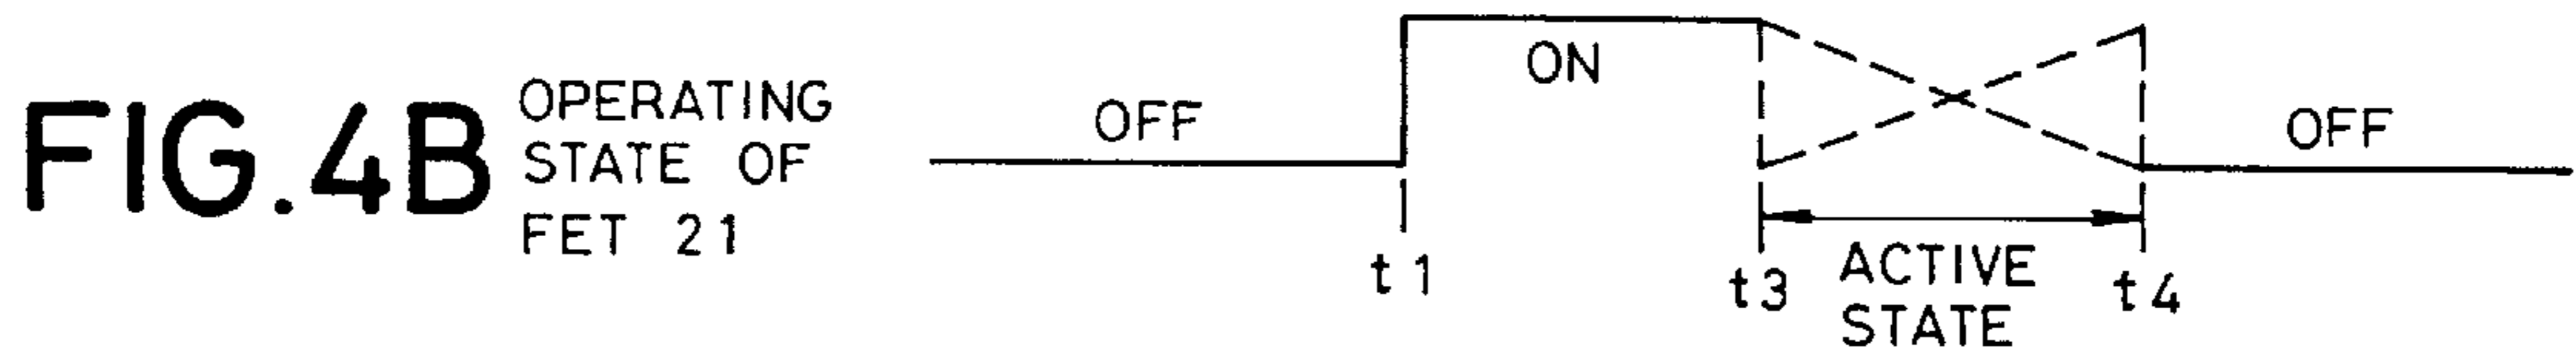 FIG.4B
OPERATING
STATE OF
FET 21
OFF
ON
OFF
t1
t3
ACTIVE
STATE
t4